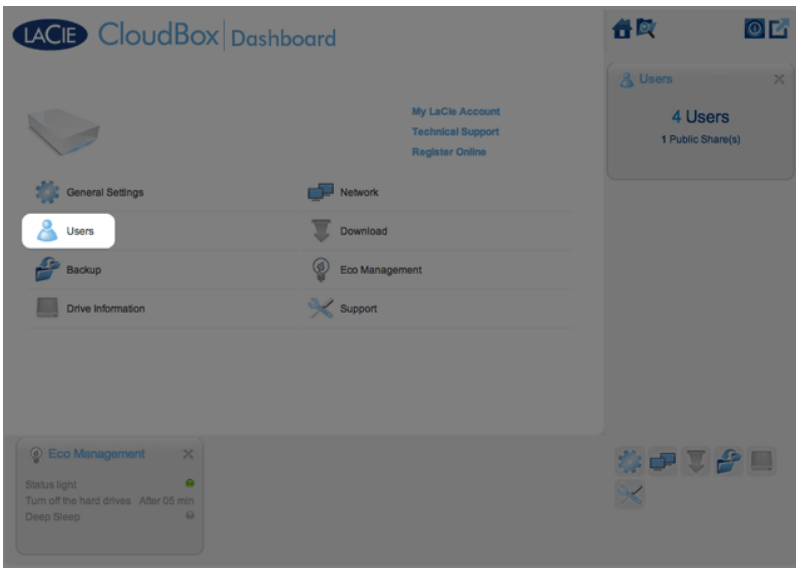 LACIE CloudBox Dashboard
My LaCie Account
Technical Support
Register Online
General Settings
Network
Users
Download
Backup
Eco Management
Drive Information
Support
Users
4 Users
1 Public Share(s)
Eco Management
Status light
Turn off the hard drives After 05 min
Deep Sleep